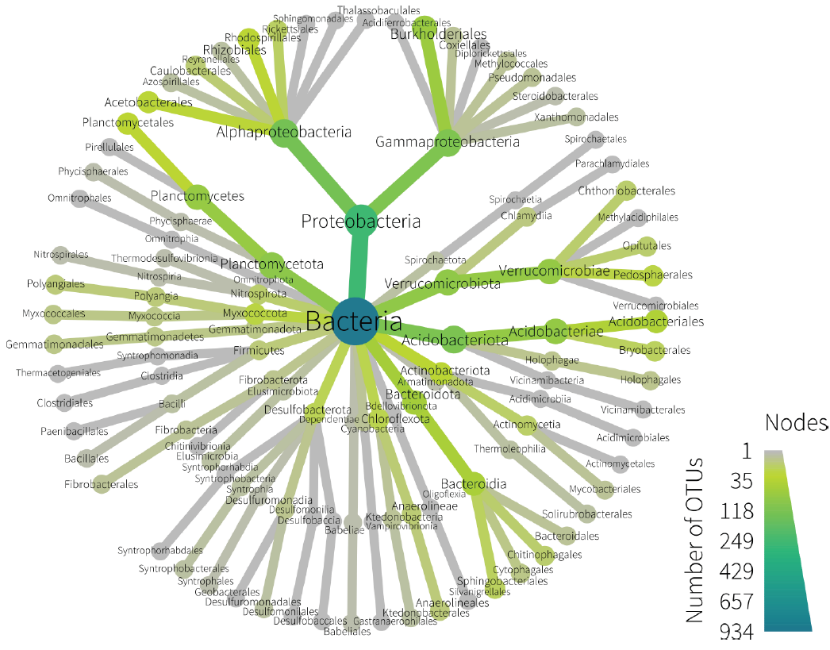 Thalassobaculales
Sphingomonadales
Acidiferrobacterales
Rickettsiales
Burkholderiales
Rhodospirillales
Coxiellales
Rhizobiales
Diplorickettsiales
Reyranellales
Methylococcales
Caulobacterales
Pseudomonadales
Azospirillales
Steroidobacterales
Acetobacterales
Xanthomonadales
Planctomycetales
Alphaproteobacteria
Gammaproteobacteria
Spirochaetales
Pirellulales
Parachlamydiales
Phycisphaerales
Planctomycetes
Chthoniobacterales
Omnitrophales
Spirochaetia
Phycisphaerae
Proteobacteria
Chlamydiia
Methylacidiphilales
Omnitrophia
Opitutales
Nitrospirales
Thermodesulfovibrionia
Planctomycetota
Spirochaetota
Verrucomicrobiae
Pedosphaerales
Nitrospiria
Omnitrophota
Polyangiales
Verrucomicrobiota
Polyangia
Nitrospirota
Verrucomicrobiales
Myxococcales
Myxococcia
Myxococcota
Bacteria
Acidobacteriales
Gemmatimonadota
Acidobacteriae
Gemmatimonadales
Gemmatimonadetes
Acidobacteriota
Bryobacterales
Syntrophomonadia
Firmicutes
Holophagae
Thermacetogeniales
Clostridia
Fibrobacterota
Actinobacteriota
Vinicamibacteria
Holophagales
Armatimonadota
Elusimicrobiota
Bacteroidota
Clostridiales
Bacilli
Acidimicrobiia
Bdellovibrionota
Desulfobacterota
Vicinamibacterales
Dependentiae
Chloroflexota
Paenibacillales
Fibrobacteria
Cyanobacteria
Actinomycetia
Acidimicrobiales
Chitinivibrionia
Thermoleophilia
Bacillales
Elusimicrobia
Syntrophorhabdia
Actinomycetales
Fibrobacterales
Syntrophobacteria
Bacteroidia
Syntrophia
Mycobacteriales
Desulfuromonadia
Oligoflexia
Anaerolineae
Desulfomonilia
Ktedonobacteria
Solirubrobacterales
Desulfobaccia
Vampirovibrionia
Babeliae
Bacteroidales
Syntrophorhabdales
Chitinophagales
Syntrophobacterales
Cytophagales
Syntrophales
Sphingobacteriales
Geobacterales
Silvanigrellales
Desulfuromonadales
Anaerolineales
Desulfomonilales
Ktedonobacterales
Desulfobaccales
Gastranaerophilales
Babeliales
Nodes
Number of OTUs
1
35
118
249
429
657
934